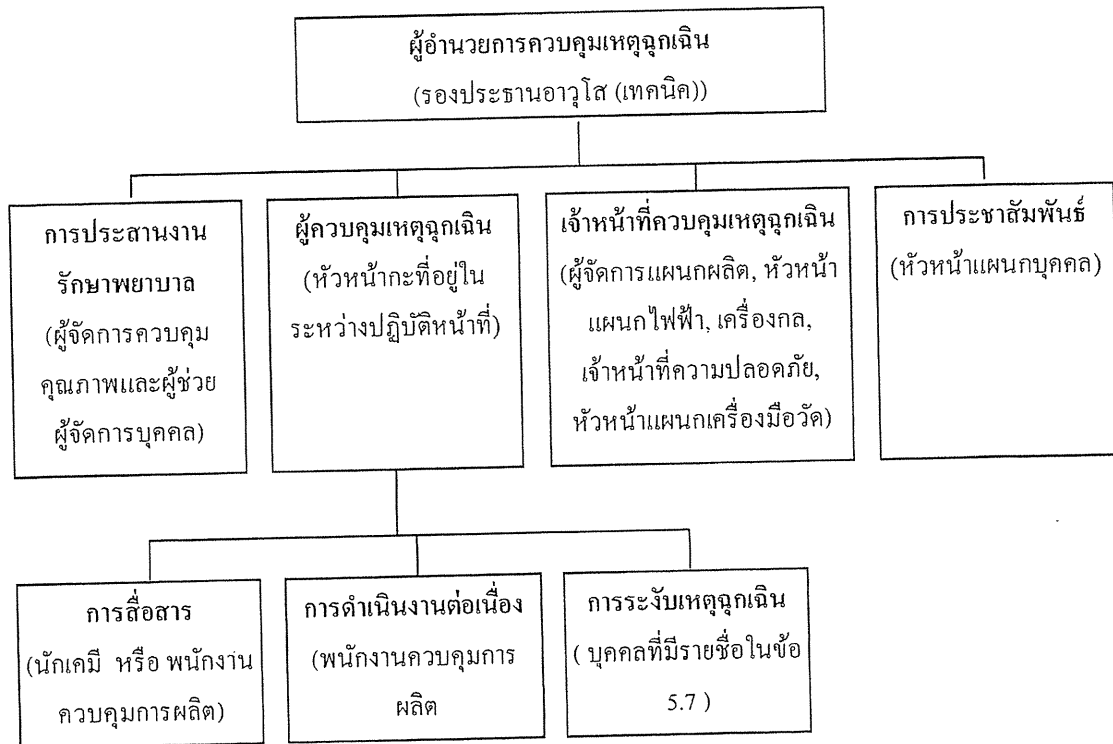 ผู้อำนวยการควบคุมเหตุฉุกเฉิน
(รองประธานอาวุโส (เทคนิค))
การประสานงาน
รักษาพยาบาล
(ผู้จัดการควบคุม
คุณภาพและผู้ช่วย
ผู้จัดการบุคคล)
ผู้ควบคุมเหตุฉุกเฉิน
(หัวหน้ากะที่อยู่ใน
ระหว่างปฏิบัติหน้าที่)
เจ้าหน้าที่ควบคุมเหตุฉุกเฉิน
(ผู้จัดการแผนกผลิต, หัวหน้า
แผนกไฟฟ้า, เครื่องกล,
เจ้าหน้าที่ความปลอดภัย,
หัวหน้าแผนกเครื่องมือวัด)
การประชาสัมพันธ์
(หัวหน้าแผนกบุคคล)
การสื่อสาร
(นักเคมี หรือ พนักงาน
ควบคุมการผลิต)
การดำเนินงานต่อเนื่อง
(พนักงานควบคุมการ
ผลิต
การระงับเหตุฉุกเฉิน
( บุคคลที่มีรายชื่อในข้อ
5.7 )